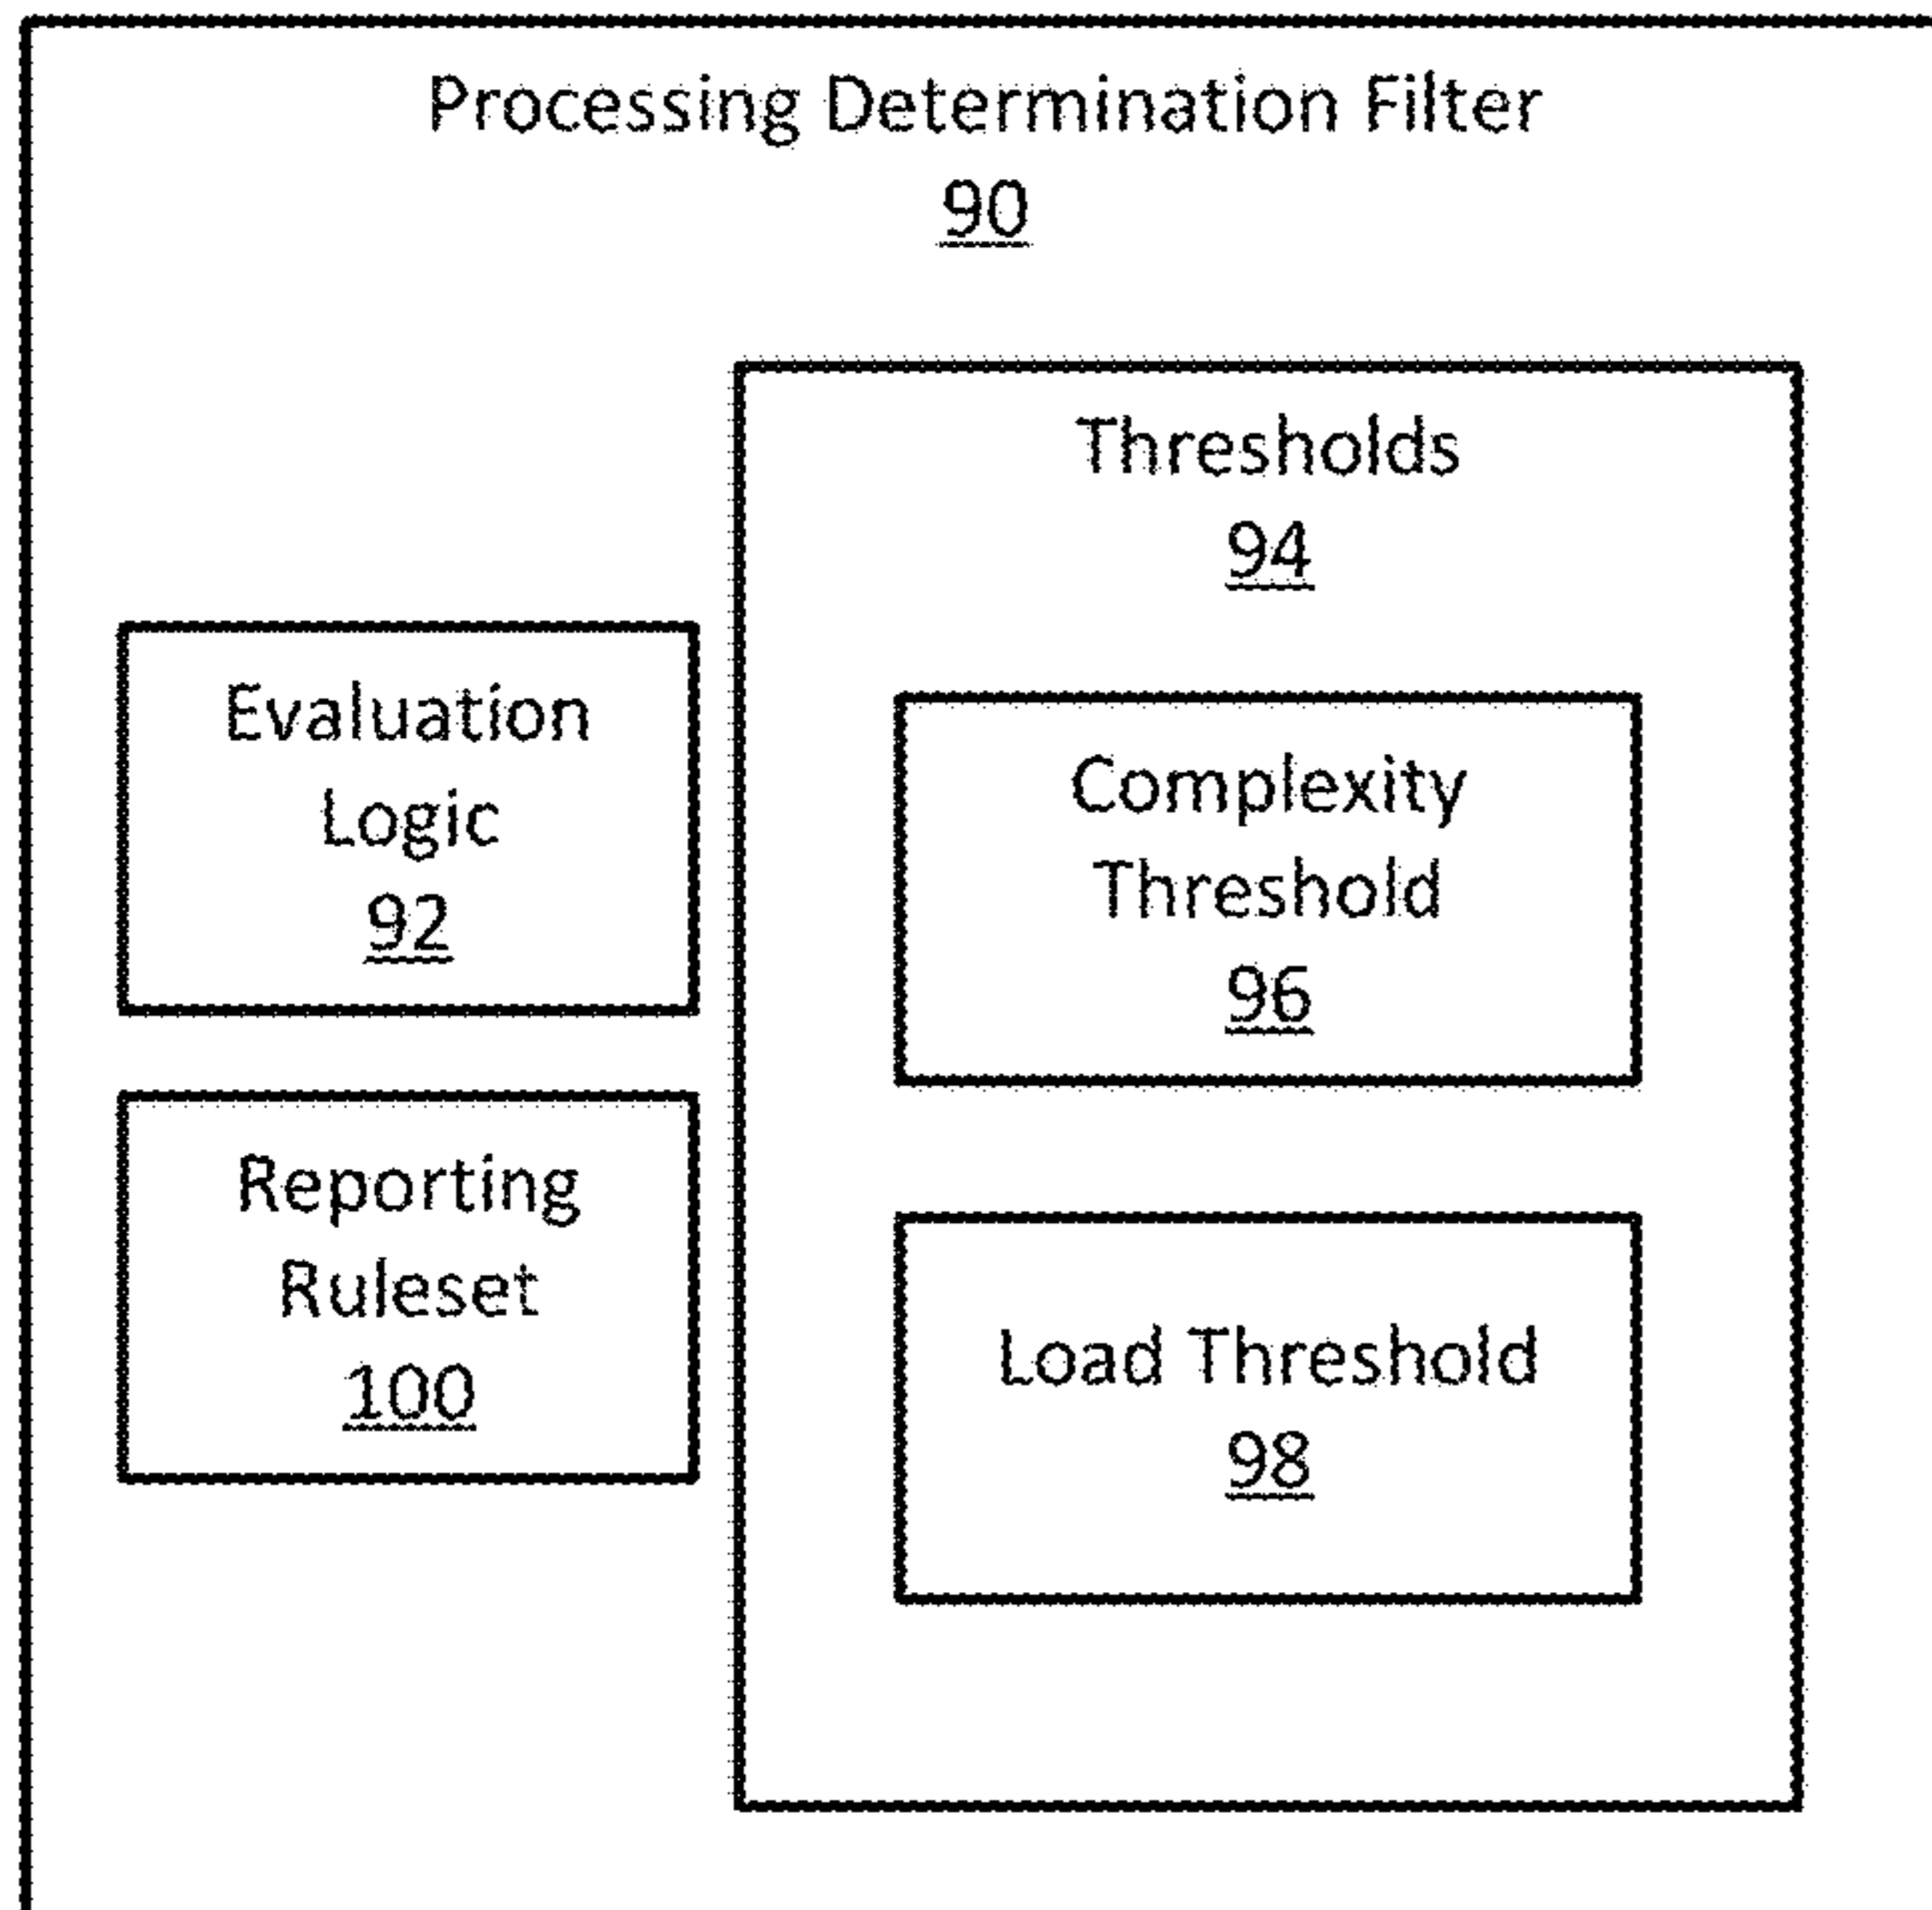 Processing Determination Filter
90
Thresholds
94
Evaluation
Logic
92
Complexity
Threshold
96
Reporting
Ruleset
100
Load Threshold
98